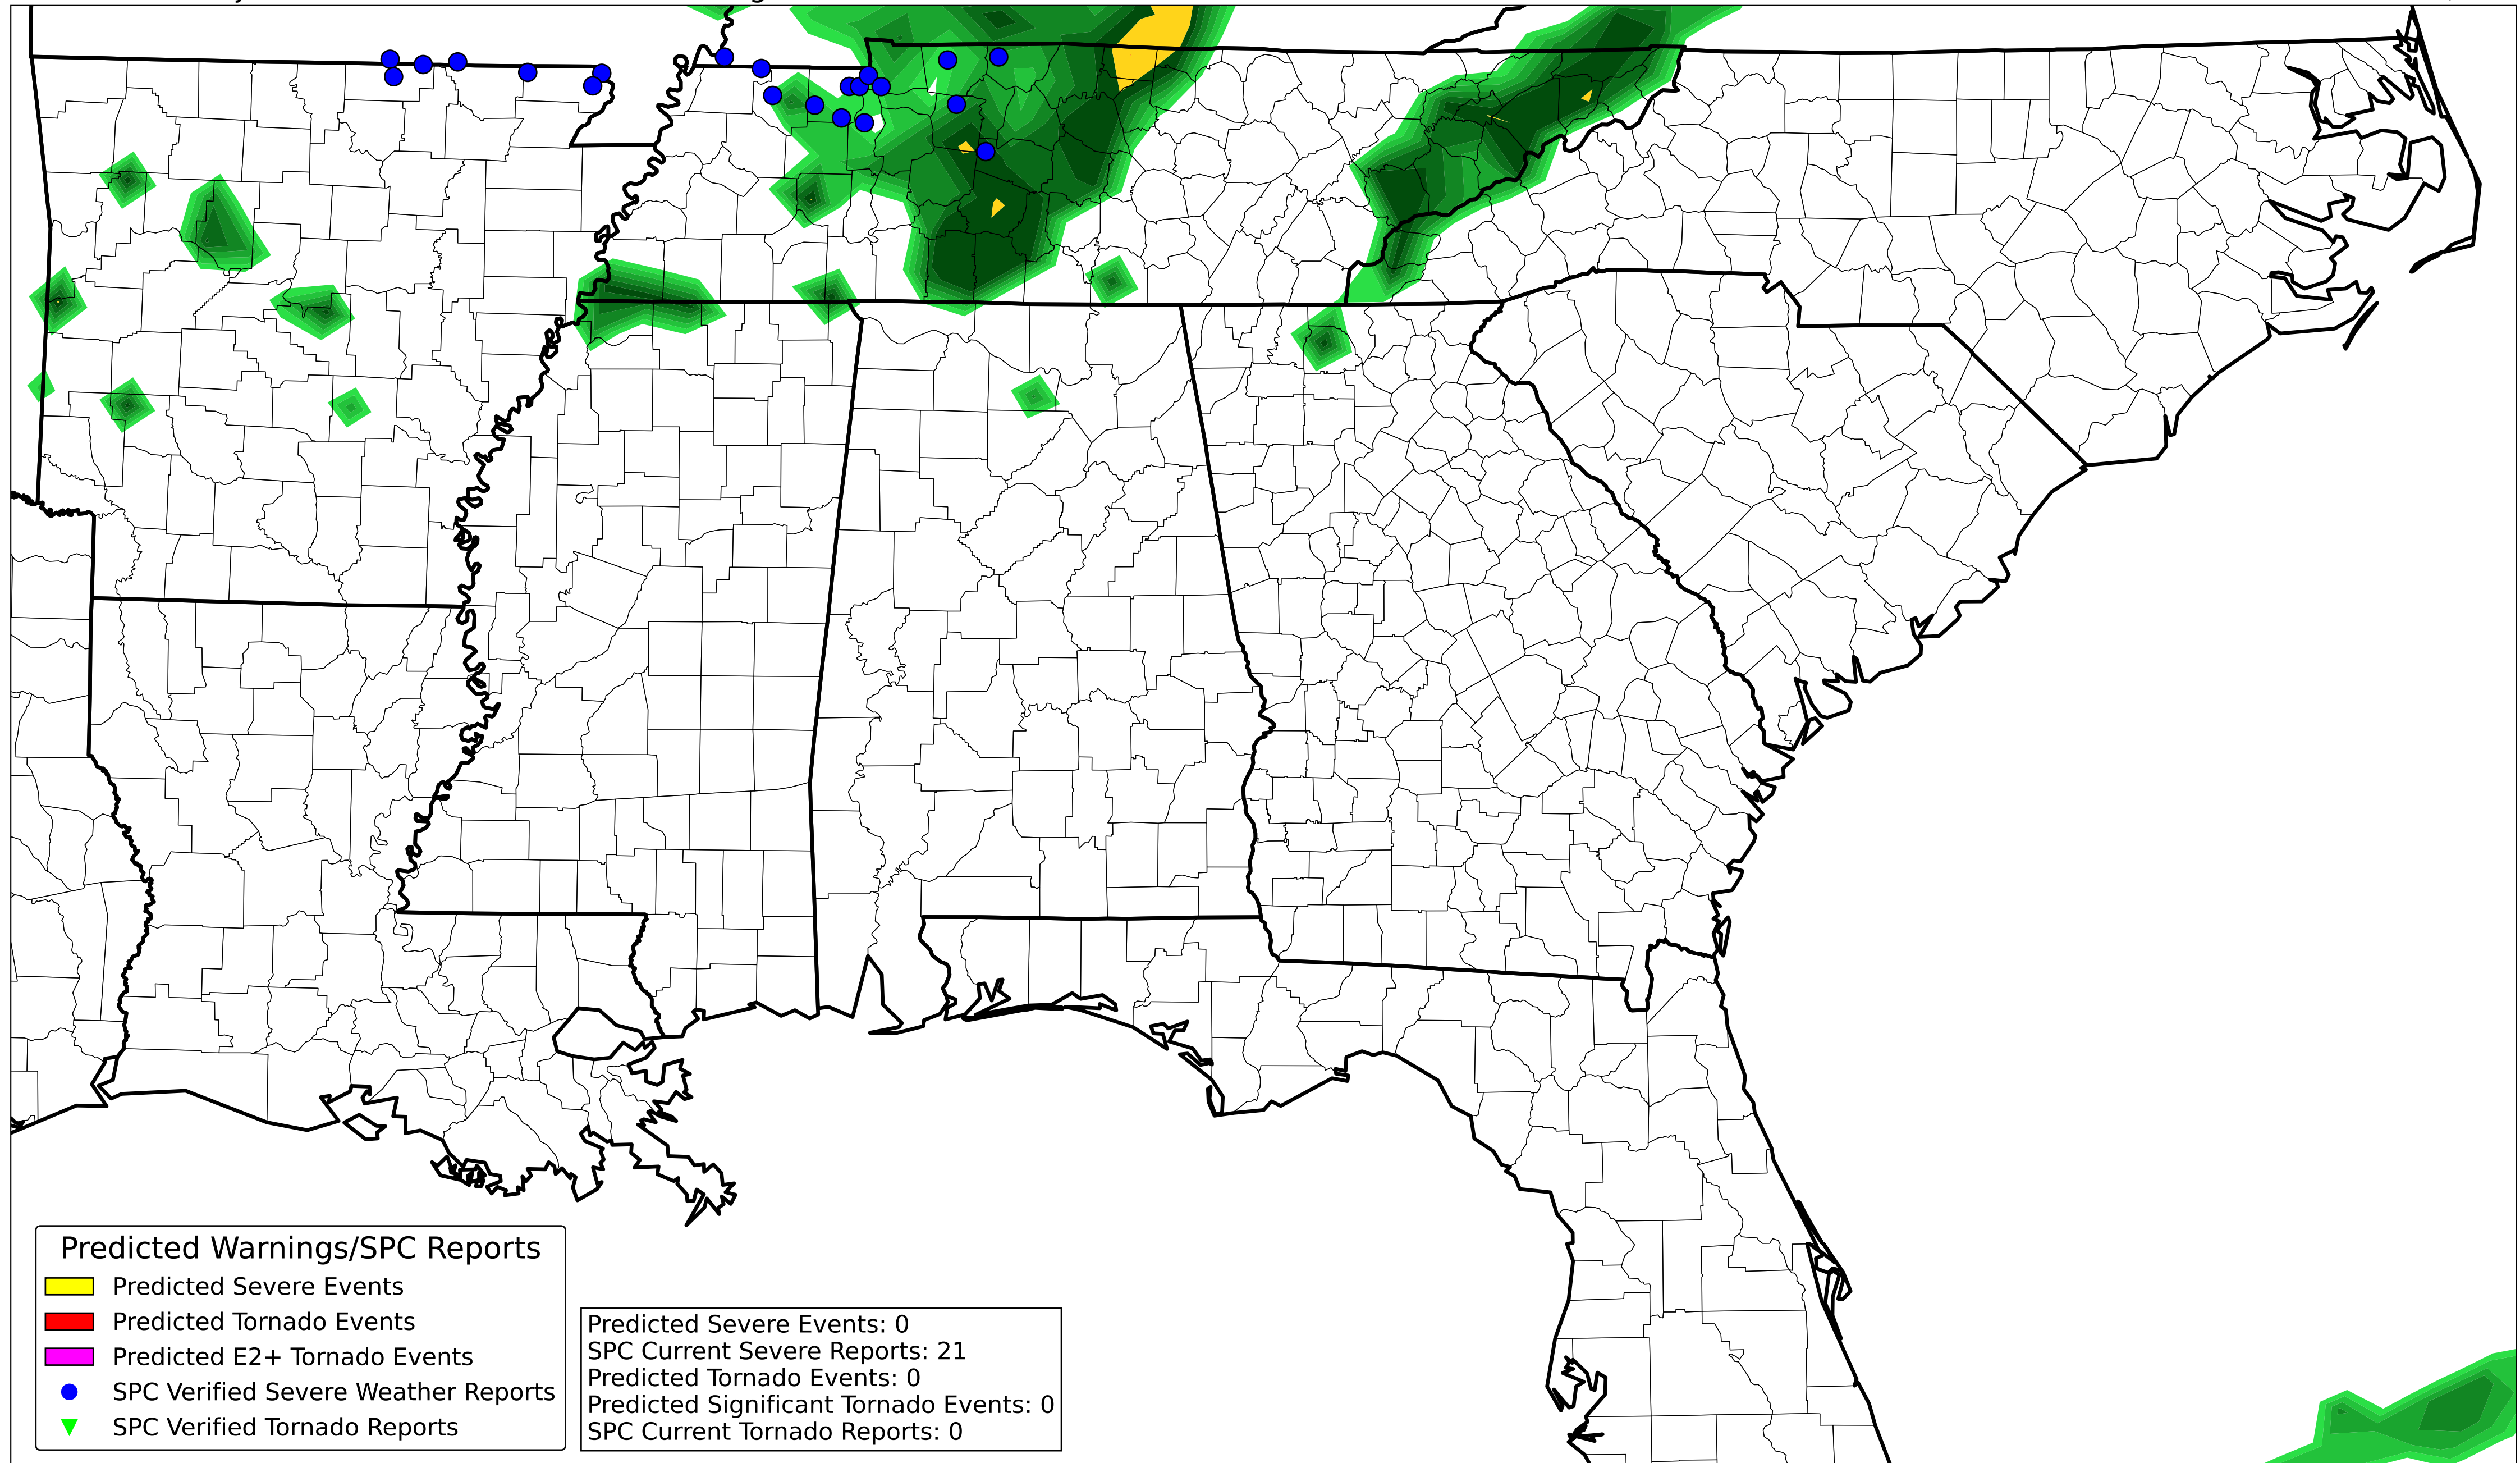 Predicted Warnings/SPC Reports
Predicted Severe Events
Predicted Tornado Events
Predicted E2+ Tornado Events
SPC Verified Severe Weather Reports
SPC Verified Tornado Reports
Predicted Severe Events: 0
SPC Current Severe Reports: 21
Predicted Tornado Events: 0
Predicted Significant Tornado Events: 0
SPC Current Tornado Reports: 0